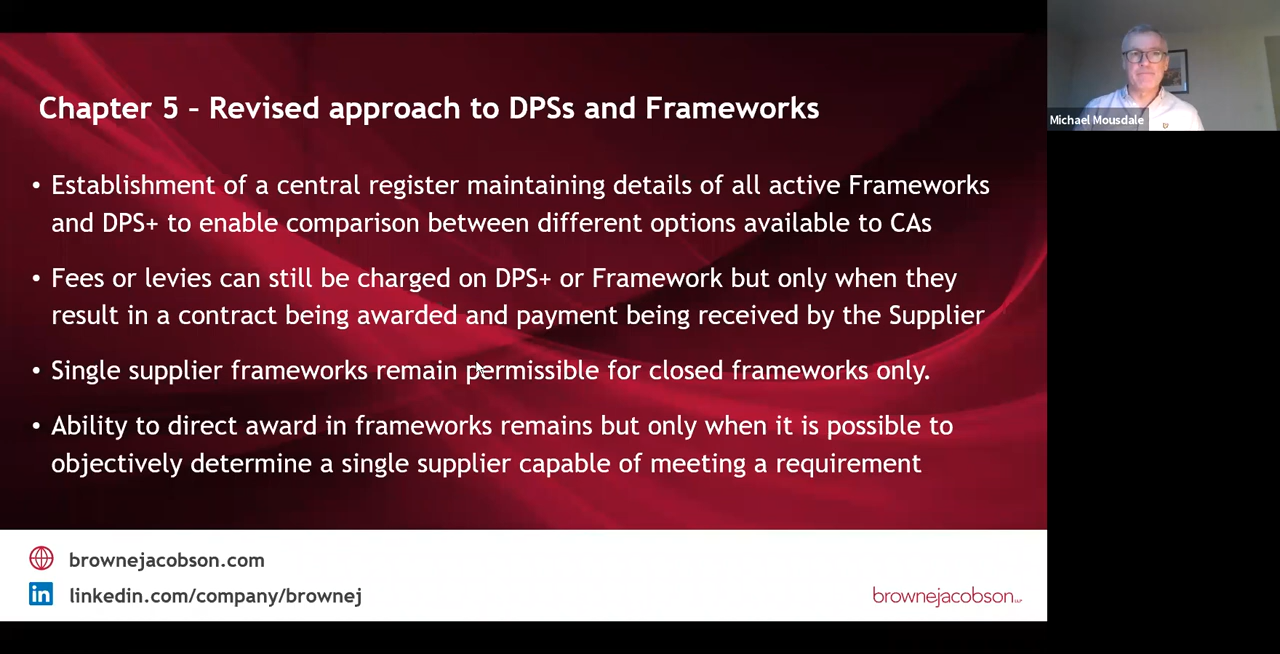 Chapter 5 – Revised approach to DPSs and Frameworks
• Establishment of a central register maintaining details of all active Frameworks
and DPS+ to enable comparison between different options available to CAs
• Fees or levies can still be charged on DPS+ or Framework but only when they
result in a contract being awarded and payment being received by the Supplier
• Single supplier frameworks remain permissible for closed frameworks only.
• Ability to direct award in frameworks remains but only when it is possible to
objectively determine a single supplier capable of meeting a requirement
brownejacobson.com
in linkedin.com/company/brownej
brownejacobson
Michael Mousdale